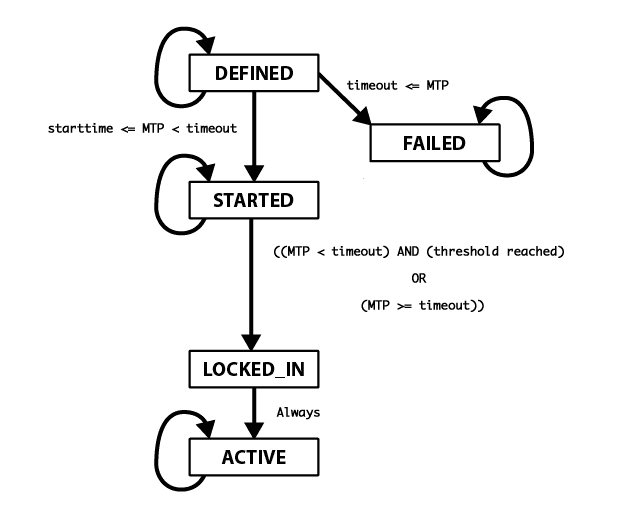 DEFINED
timeout <= MTP
starttime <= MTP < timeout
FAILED
STARTED
((MTP < timeout) AND (threshold reached)
OR
(MTP >= timeout))
LOCKED_IN
Always
ACTIVE